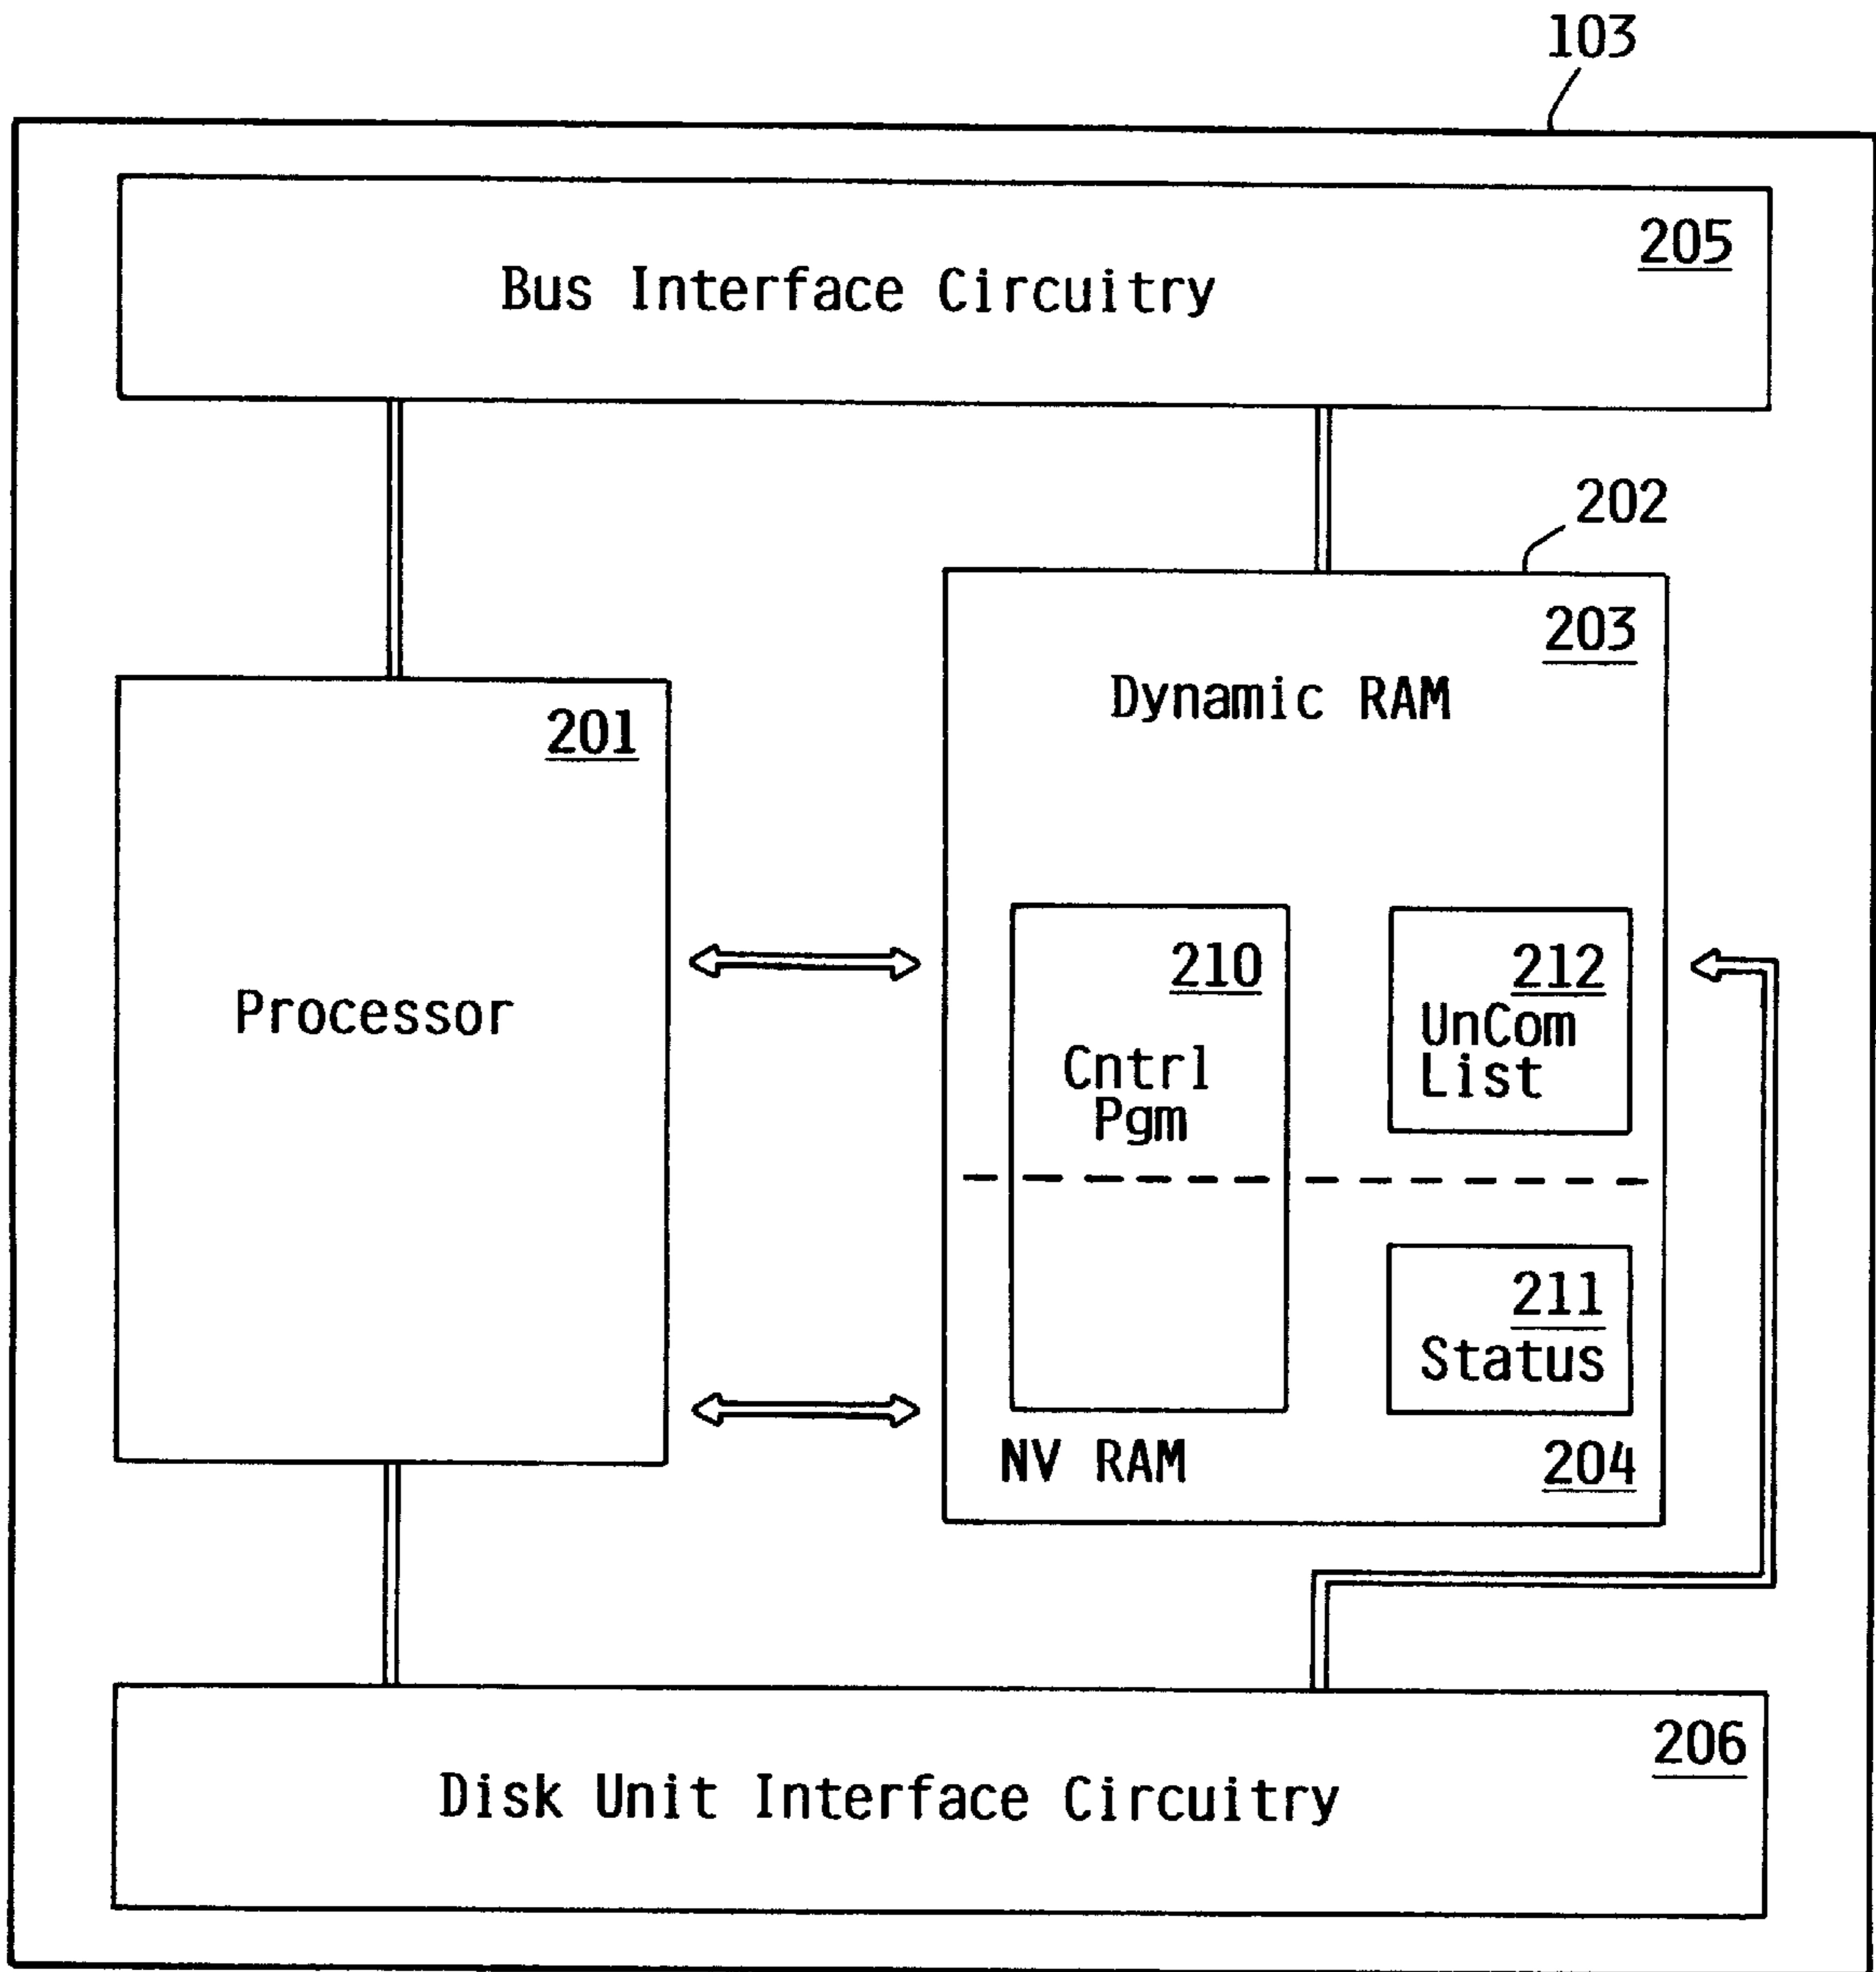 103
205
Bus Interface Circuitry
202
203
Dynamic RAM
201
Processor
210
Cntrl
Pgm
212
UnCom
List
211
Status
NV RAM
204
206
Disk Unit Interface Circuitry